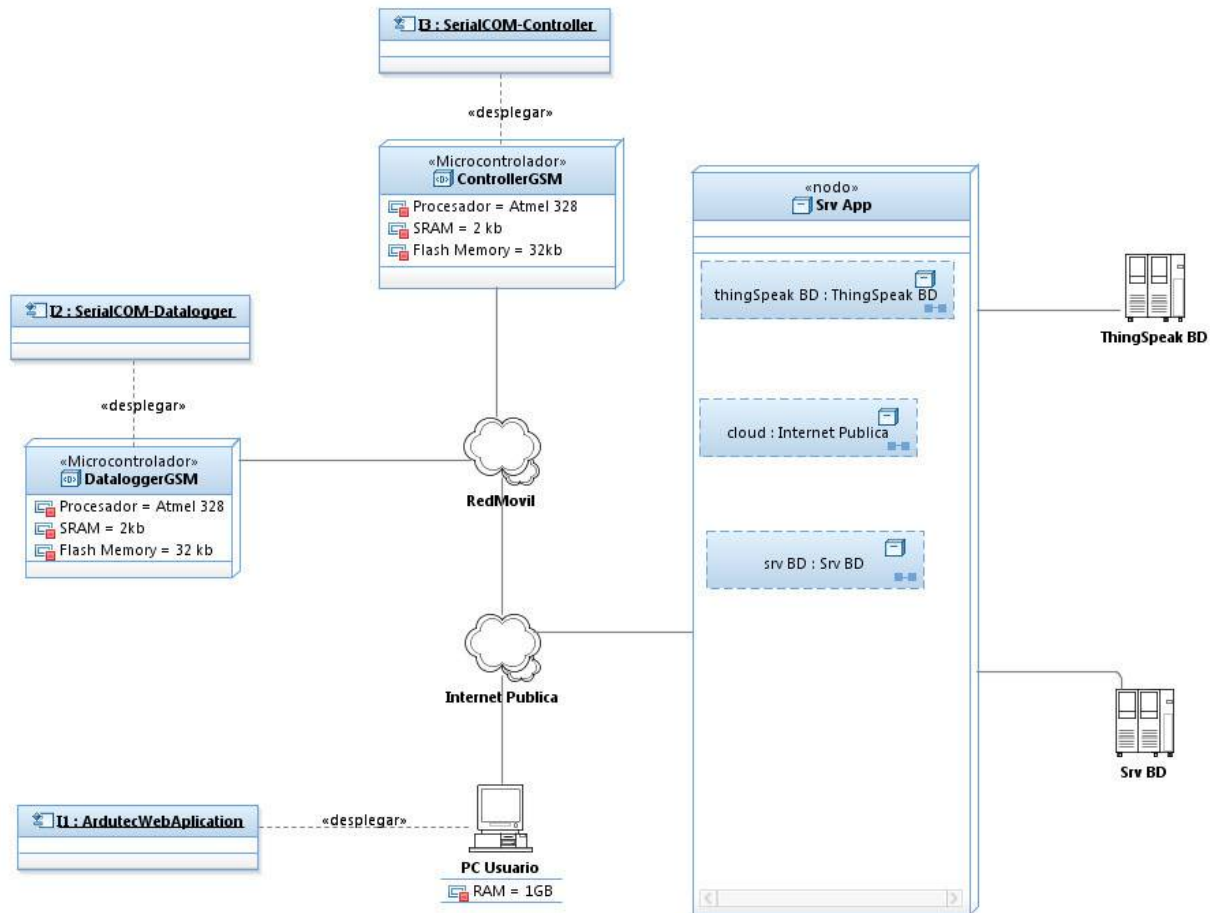 I3 : SerialCOM-Controller
«desplegar»
«Microcontrolador»
ControllerGSM
Procesador = Atmel 328
SRAM = 2 kb
Flash Memory = 32kb
«nodo»
Srv App
thingSpeak BD : ThingSpeak BD
cloud : Internet Publica
srv BD : Srv BD
ThingSpeak BD
I2 : SerialCOM-Datalogger
«desplegar»
«Microcontrolador»
DataloggerGSM
Procesador = Atmel 328
SRAM = 2kb
Flash Memory = 32 kb
RedMovil
Internet Publica
Srv BD
I1 : ArdutecWebAplication
«desplegar»
PC Usuario
RAM = 1GB